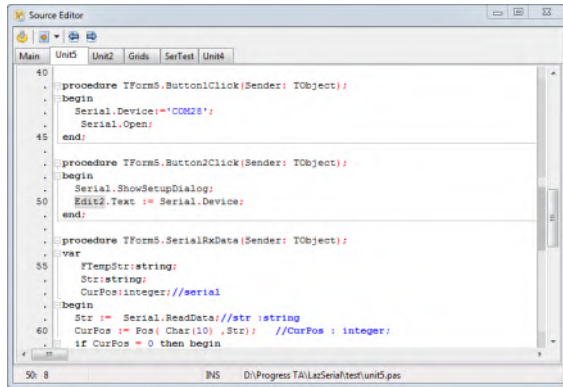 Source Editor
Main Unit5 Unit2 Grids SerTest Unit4
40
procedure TForm5.Button1Click(Sender: TObject);
begin
Serial.Device:='COM28';
Serial.Open;
45 end;
procedure TForm5.Button2Click(Sender: TObject);
begin
Serial.ShowSetupDialog;
50 Edit2.Text := Serial.Device;
end;
procedure TForm5.SerialRxData(Sender: TObject);
var
55 FTempStr:string;
Str:string;
CurPos:integer;//serial
begin
Str := Serial.ReadData;//str :string
60 CurPos := Pos( Char(10) ,Str); //CurPos : integer;
if CurPos = 0 then begin
50: 8 INS D:\Progress TA\LazSerial\test\unit5.pas